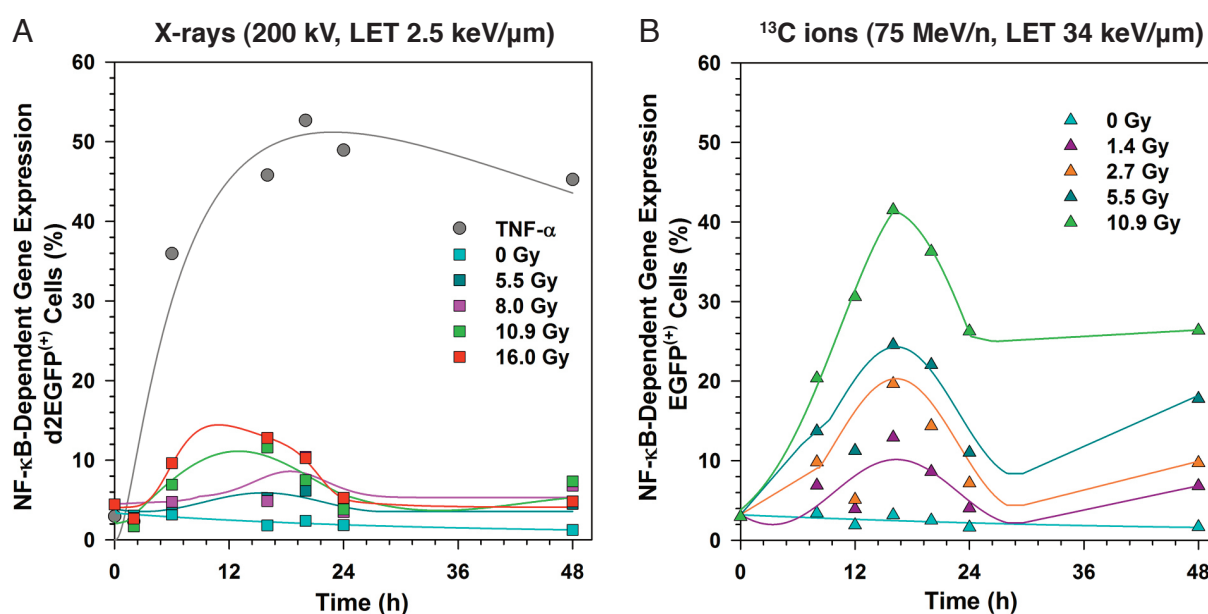 A
X-rays (200 kV, LET 2.5 keV/µm)
NF-κB-Dependent Gene Expression
d2EGFP(+) Cells (%)
60
50
40
30
20
10
0
TNF-α
0 Gy
5.5 Gy
8.0 Gy
10.9 Gy
16.0 Gy
0
12
24
36
48
Time (h)
B
¹³C ions (75 MeV/n, LET 34 keV/µm)
NF-κB-Dependent Gene Expression
EGFP(+) Cells (%)
60
50
40
30
20
10
0
0 Gy
1.4 Gy
2.7 Gy
5.5 Gy
10.9 Gy
0
12
24
36
48
Time (h)